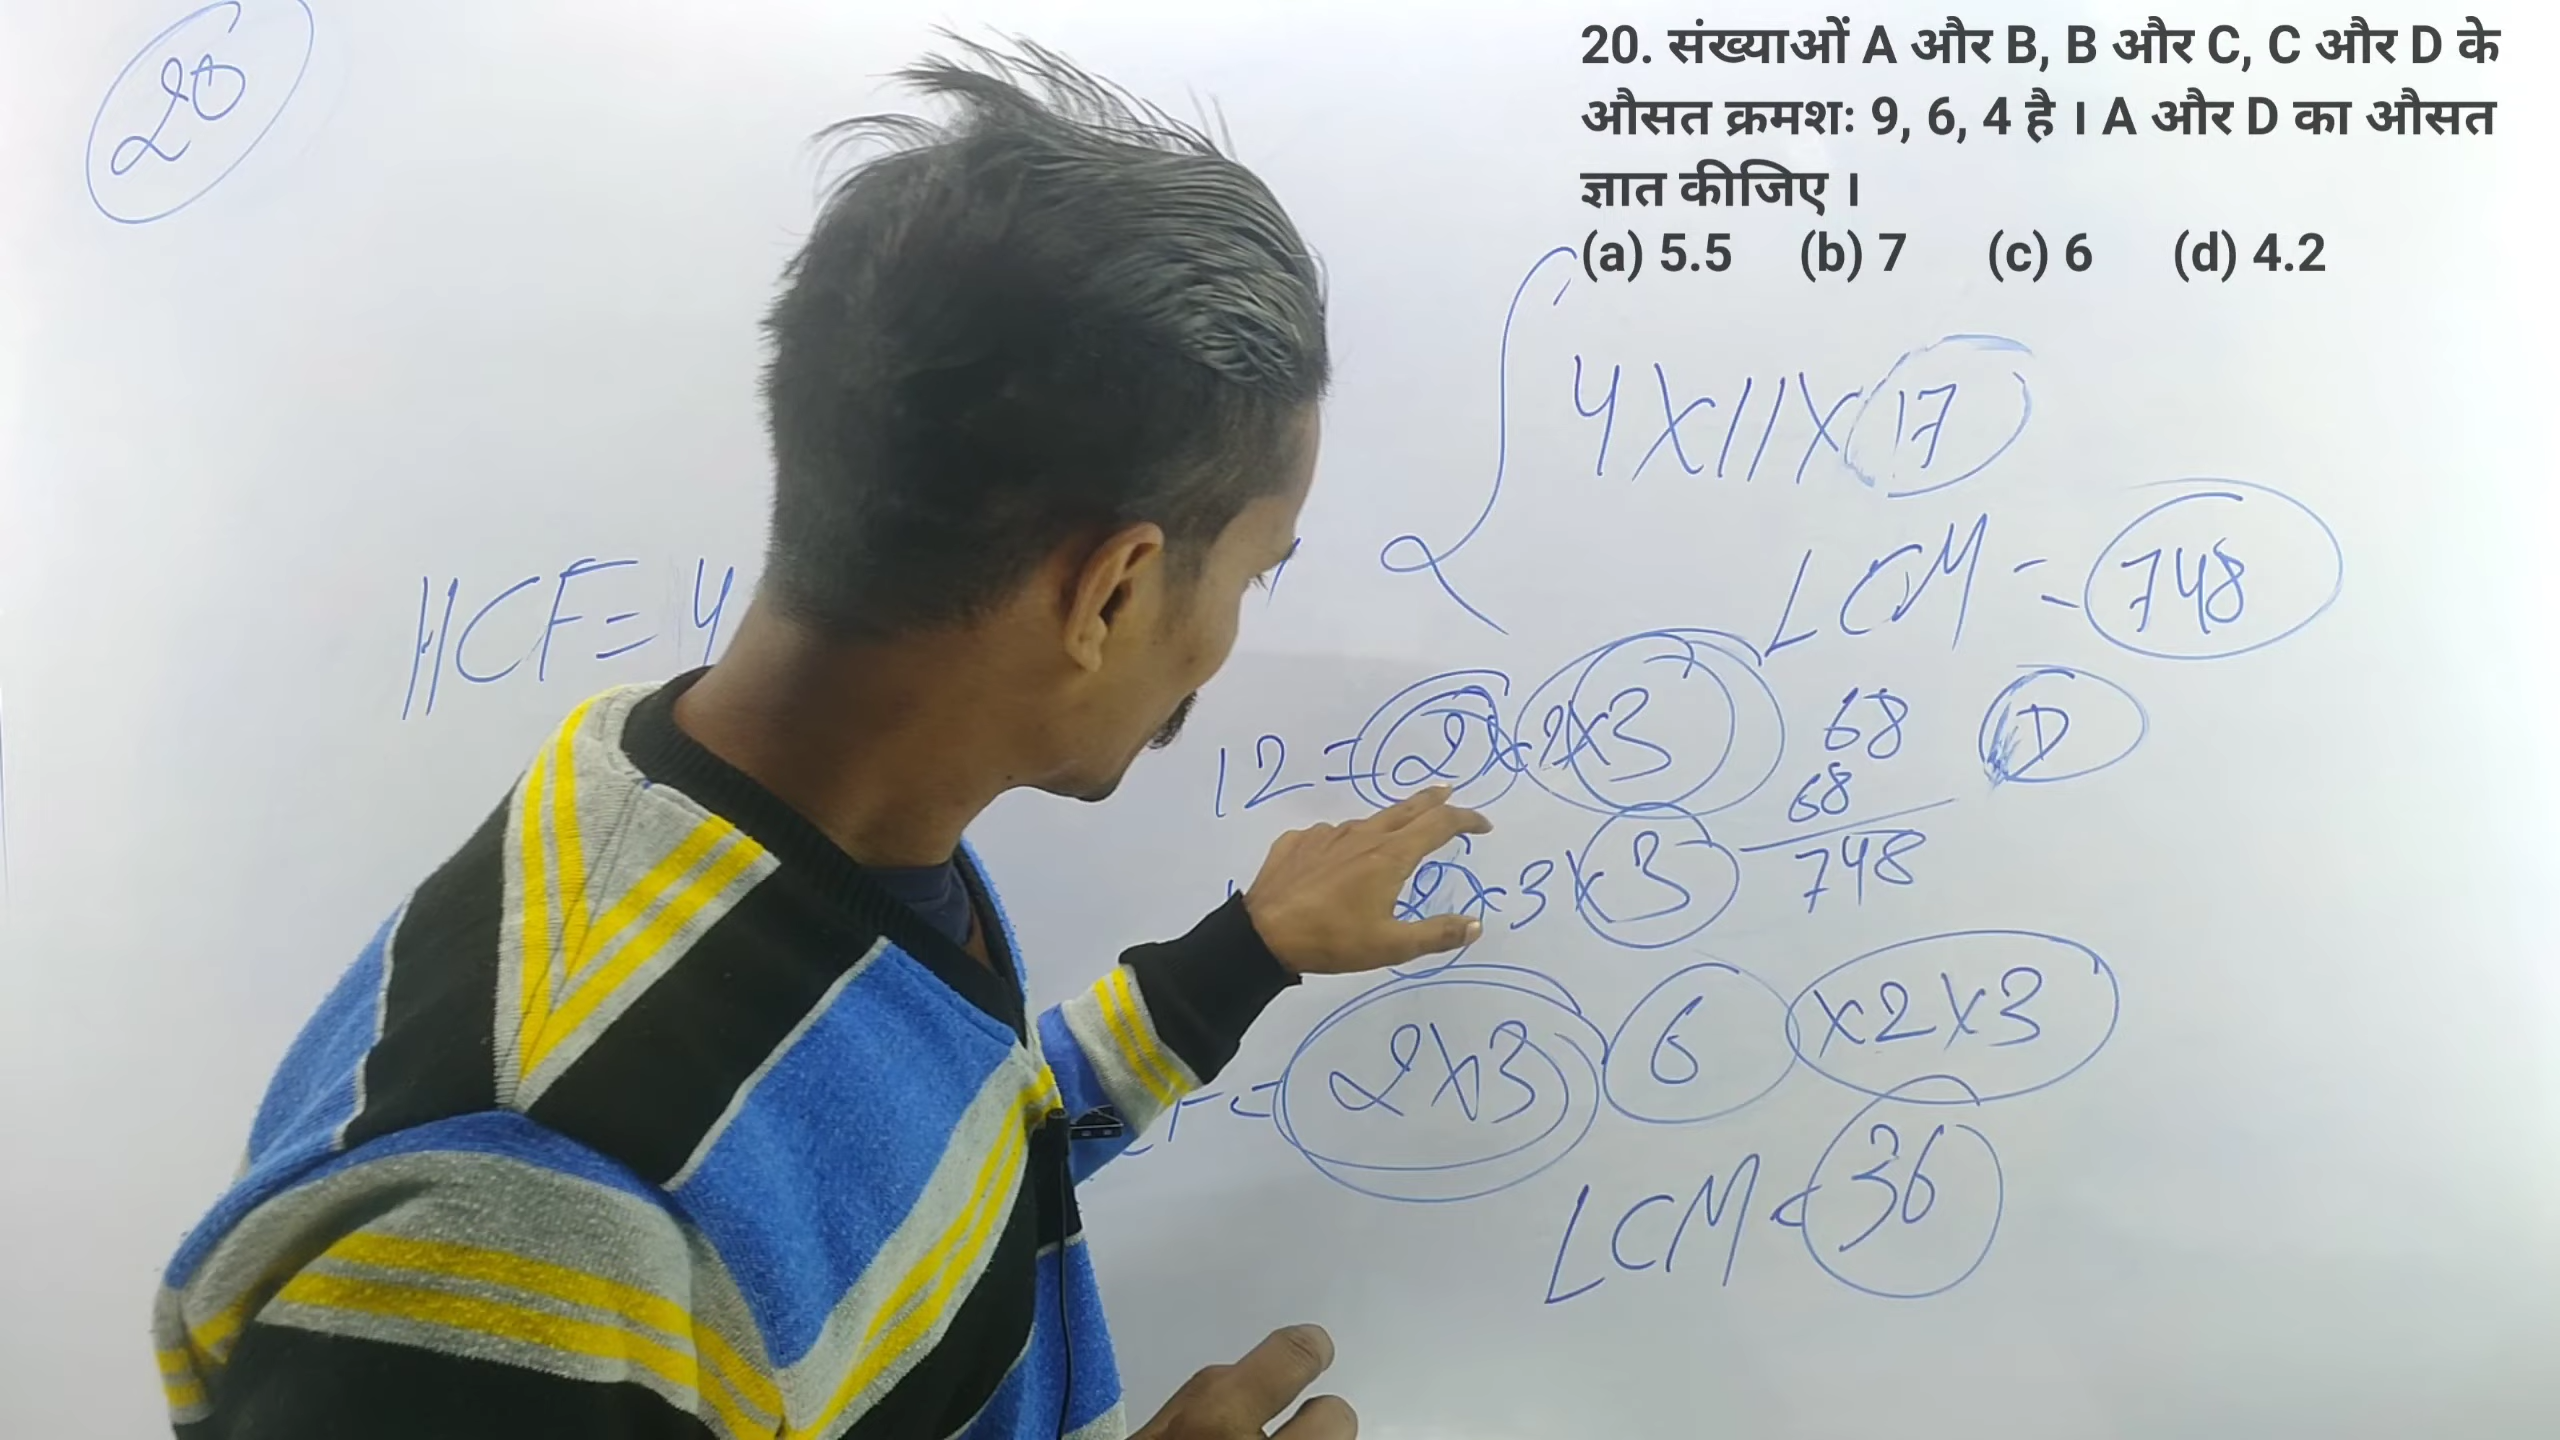 20
20. संख्याओं A और B, B और C, C और D के
औसत क्रमशः 9, 6, 4 है । A और D का औसत
ज्ञात कीजिए ।
(a) 5.5 (b) 7 (c) 6 (d) 4.2
4 X 11 X 17
HCF = 4
LCM = 748
12 = 2 x 2 x 3
68 D
68
2 x 3 x 3
748
2 x 3 6 x 2 x 3
LCM = 36